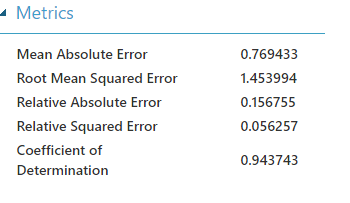 Metrics
Mean Absolute Error 0.769433
Root Mean Squared Error 1.453994
Relative Absolute Error 0.156755
Relative Squared Error 0.056257
Coefficient of
Determination 0.943743